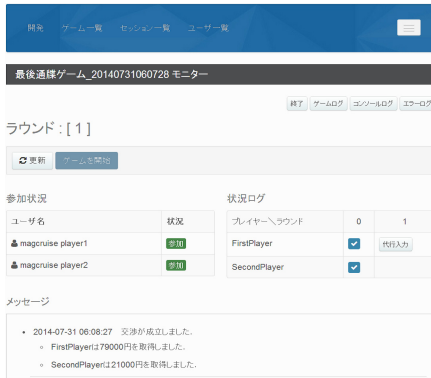 開発 ゲーム一覧 セッション一覧 ユーザ一覧
最後通牒ゲーム_20140731060728 モニター
終了 ゲームログ コンソールログ エラーログ
ラウンド : [ 1 ]
更新 ゲームを開始
参加状況
ユーザ名 状況
magcruise player1 参加
magcruise player2 参加
状況ログ
プレイヤー＼ラウンド 0 1
FirstPlayer 代行入力
SecondPlayer
メッセージ
2014-07-31 06:08:27 交渉が成立しました.
FirstPlayerは79000円を取得しました.
SecondPlayerは21000円を取得しました.